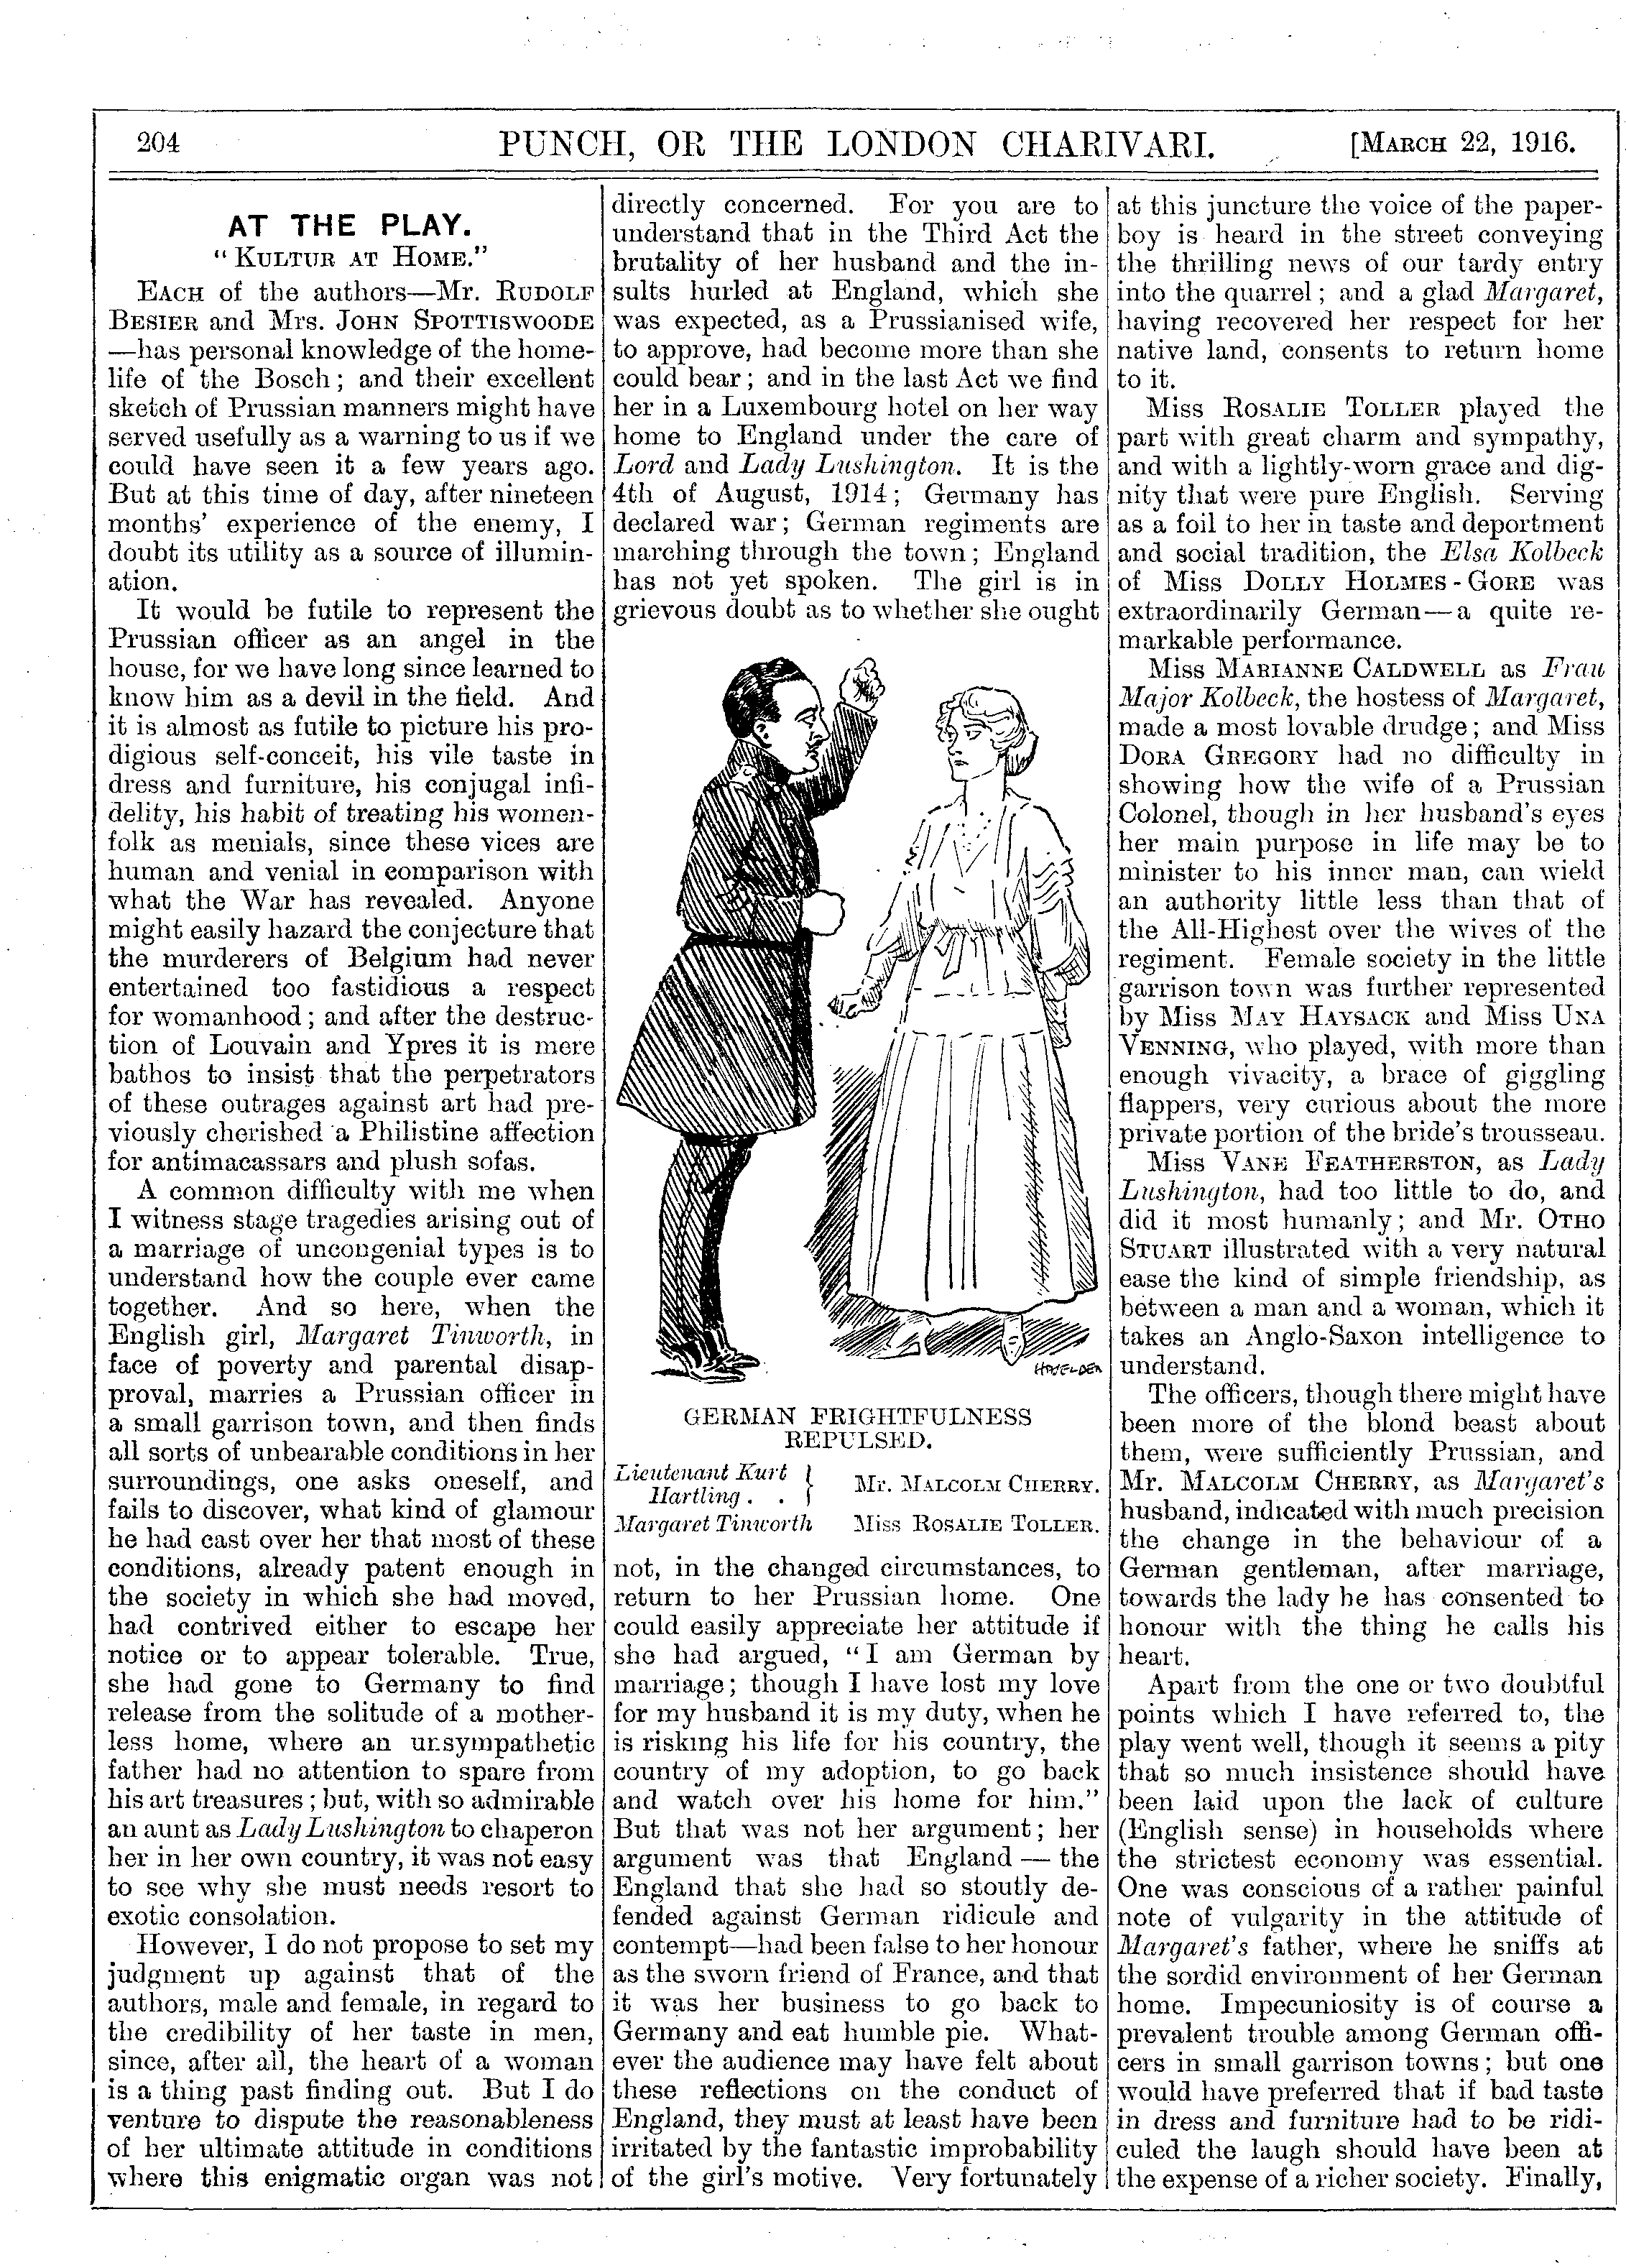 204
PUNCH, OR THE LONDON CHARIVARI.
[MARCH 22, 1916.
AT THE PLAY.
"KULTUR AT HOME."
EACH of the authors—Mr. RUDOLF
BESIER and Mrs. JOHN SPOTTISWOODE
—has personal knowledge of the home-
life of the Bosch; and their excellent
sketch of Prussian manners might have
served usefully as a warning to us if we
could have seen it a few years ago.
But at this time of day, after nineteen
months' experience of the enemy, I
doubt its utility as a source of illumin-
ation.
It would be futile to represent the
Prussian officer as an angel in the
house, for we have long since learned to
know him as a devil in the field. And
it is almost as futile to picture his pro-
digious self-conceit, his vile taste in
dress and furniture, his conjugal infi-
delity, his habit of treating his women-
folk as menials, since these vices are
human and venial in comparison with
what the War has revealed. Anyone
might easily hazard the conjecture that
the murderers of Belgium had never
entertained too fastidious a respect
for womanhood; and after the destruc-
tion of Louvain and Ypres it is mere
bathos to insist that the perpetrators
of these outrages against art had pre-
viously cherished a Philistine affection
for antimacassars and plush sofas.
A common difficulty with me when
I witness stage tragedies arising out of
a marriage of uncongenial types is to
understand how the couple ever came
together. And so here, when the
English girl, Margaret Tinworth, in
face of poverty and parental disap-
proval, marries a Prussian officer in
a small garrison town, and then finds
all sorts of unbearable conditions in her
surroundings, one asks oneself, and
fails to discover, what kind of glamour
he had cast over her that most of these
conditions, already patent enough in
the society in which she had moved,
had contrived either to escape her
notice or to appear tolerable. True,
she had gone to Germany to find
release from the solitude of a mother-
less home, where an unsympathetic
father had no attention to spare from
his art treasures; but, with so admirable
an aunt as Lady Lushington to chaperon
her in her own country, it was not easy
to see why she must needs resort to
exotic consolation.
However, I do not propose to set my
judgment up against that of the
authors, male and female, in regard to
the credibility of her taste in men,
since, after all, the heart of a woman
is a thing past finding out. But I do
venture to dispute the reasonableness
of her ultimate attitude in conditions
where this enigmatic organ was not
directly concerned. For you are to
understand that in the Third Act the
brutality of her husband and the in-
sults hurled at England, which she
was expected, as a Prussianised wife,
to approve, had become more than she
could bear; and in the last Act we find
her in a Luxembourg hotel on her way
home to England under the care of
Lord and Lady Lushington. It is the
4th of August, 1914; Germany has
declared war; German regiments are
marching through the town; England
has not yet spoken. The girl is in
grievous doubt as to whether she ought
HASELDEN
GERMAN FRIGHTFULNESS
REPULSED.
Lieutenant Kurt
Hartling . . } Mr. MALCOLM CHERRY.
Margaret Tinworth Miss ROSALIE TOLLER.
not, in the changed circumstances, to
return to her Prussian home. One
could easily appreciate her attitude if
she had argued, "I am German by
marriage; though I have lost my love
for my husband it is my duty, when he
is risking his life for his country, the
country of my adoption, to go back
and watch over his home for him."
But that was not her argument; her
argument was that England — the
England that she had so stoutly de-
fended against German ridicule and
contempt—had been false to her honour
as the sworn friend of France, and that
it was her business to go back to
Germany and eat humble pie. What-
ever the audience may have felt about
these reflections on the conduct of
England, they must at least have been
irritated by the fantastic improbability
of the girl's motive. Very fortunately
at this juncture the voice of the paper-
boy is heard in the street conveying
the thrilling news of our tardy entry
into the quarrel; and a glad Margaret,
having recovered her respect for her
native land, consents to return home
to it.
Miss ROSALIE TOLLER played the
part with great charm and sympathy,
and with a lightly-worn grace and dig-
nity that were pure English. Serving
as a foil to her in taste and deportment
and social tradition, the Elsa Kolbeck
of Miss DOLLY HOLMES-GORE was
extraordinarily German—a quite re-
markable performance.
Miss MARIANNE CALDWELL as Frau
Major Kolbeck, the hostess of Margaret,
made a most lovable drudge; and Miss
DORA GREGORY had no difficulty in
showing how the wife of a Prussian
Colonel, though in her husband's eyes
her main purpose in life may be to
minister to his inner man, can wield
an authority little less than that of
the All-Highest over the wives of the
regiment. Female society in the little
garrison town was further represented
by Miss MAY HAYSACK and Miss UNA
VENNING, who played, with more than
enough vivacity, a brace of giggling
flappers, very curious about the more
private portion of the bride's trousseau.
Miss VANE FEATHERSTON, as Lady
Lushington, had too little to do, and
did it most humanly; and Mr. OTHO
STUART illustrated with a very natural
ease the kind of simple friendship, as
between a man and a woman, which it
takes an Anglo-Saxon intelligence to
understand.
The officers, though there might have
been more of the blond beast about
them, were sufficiently Prussian, and
Mr. MALCOLM CHERRY, as Margaret's
husband, indicated with much precision
the change in the behaviour of a
German gentleman, after marriage,
towards the lady he has consented to
honour with the thing he calls his
heart.
Apart from the one or two doubtful
points which I have referred to, the
play went well, though it seems a pity
that so much insistence should have
been laid upon the lack of culture
(English sense) in households where
the strictest economy was essential.
One was conscious of a rather painful
note of vulgarity in the attitude of
Margaret's father, where he sniffs at
the sordid environment of her German
home. Impecuniosity is of course a
prevalent trouble among German offi-
cers in small garrison towns; but one
would have preferred that if bad taste
in dress and furniture had to be ridi-
culed the laugh should have been at
the expense of a richer society. Finally,